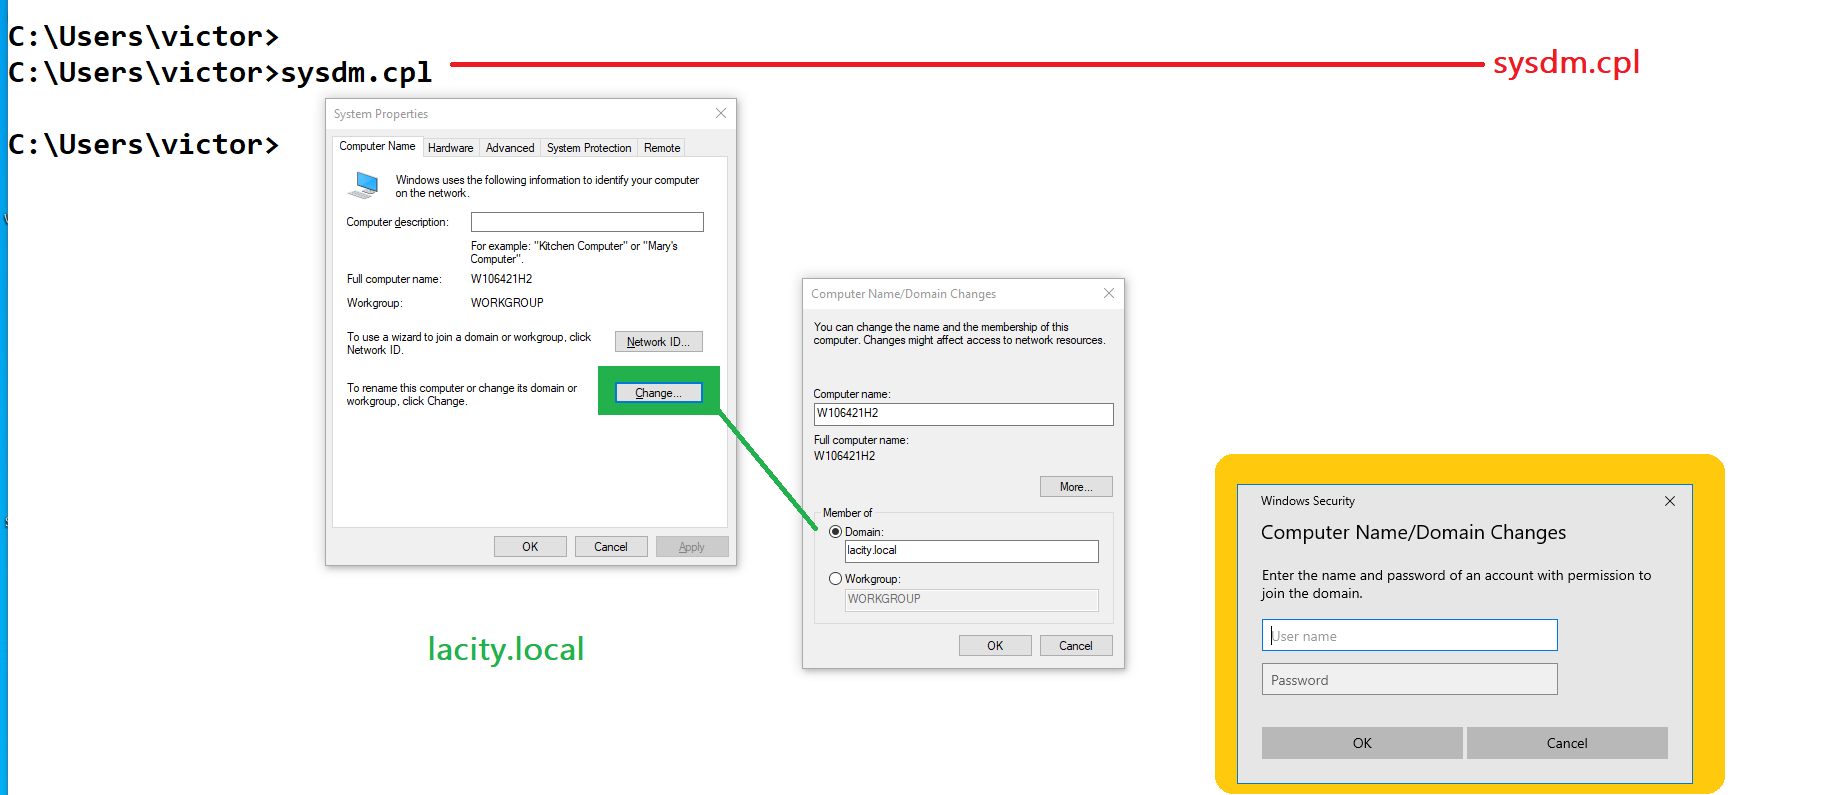 C:\Users\victor>
C:\Users\victor>sysdm.cpl
sysdm.cpl
C:\Users\victor>
System Properties
Computer Name
Hardware
Advanced
System Protection
Remote
Windows uses the following information to identify your computer
on the network.
Computer description:
For example: "Kitchen Computer" or "Mary's
Computer".
Full computer name:
W106421H2
Workgroup:
WORKGROUP
To use a wizard to join a domain or workgroup, click
Network ID.
Network ID...
To rename this computer or change its domain or
workgroup, click Change.
Change...
OK
Cancel
Apply
lacity.local
Computer Name/Domain Changes
You can change the name and the membership of this
computer. Changes might affect access to network resources.
Computer name:
W106421H2
Full computer name:
W106421H2
More...
Member of
Domain:
lacity.local
Workgroup:
WORKGROUP
OK
Cancel
Windows Security
Computer Name/Domain Changes
Enter the name and password of an account with permission to
join the domain.
User name
Password
OK
Cancel